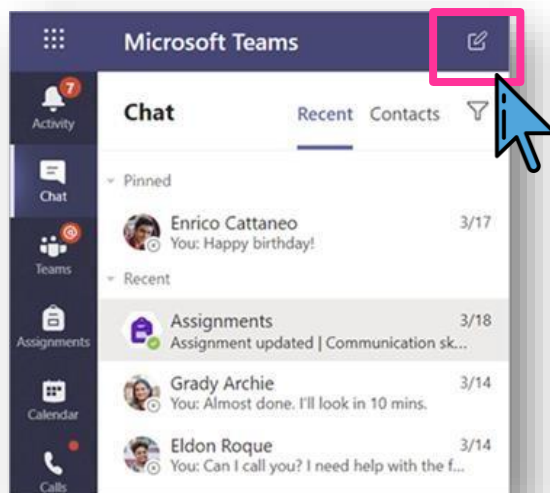 Microsoft Teams
7
Activity
Chat
Teams
Assignments
Calendar
Calls
Chat
Recent Contacts
Pinned
Enrico Cattaneo 3/17
You: Happy birthday!
Recent
Assignments 3/18
Assignment updated | Communication sk...
Grady Archie 3/14
You: Almost done. I'll look in 10 mins.
Eldon Roque 3/14
You: Can I call you? I need help with the f...